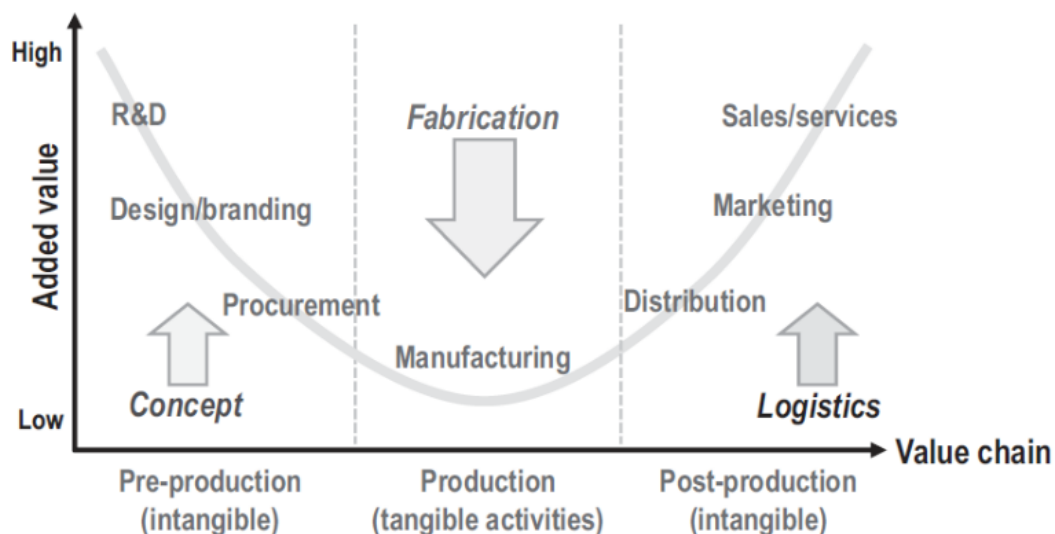 High
R&D
Fabrication
Sales/services
Added value
Design/branding
Marketing
Procurement
Distribution
Manufacturing
Concept
Logistics
Low
Value chain
Pre-production
(intangible)
Production
(tangible activities)
Post-production
(intangible)